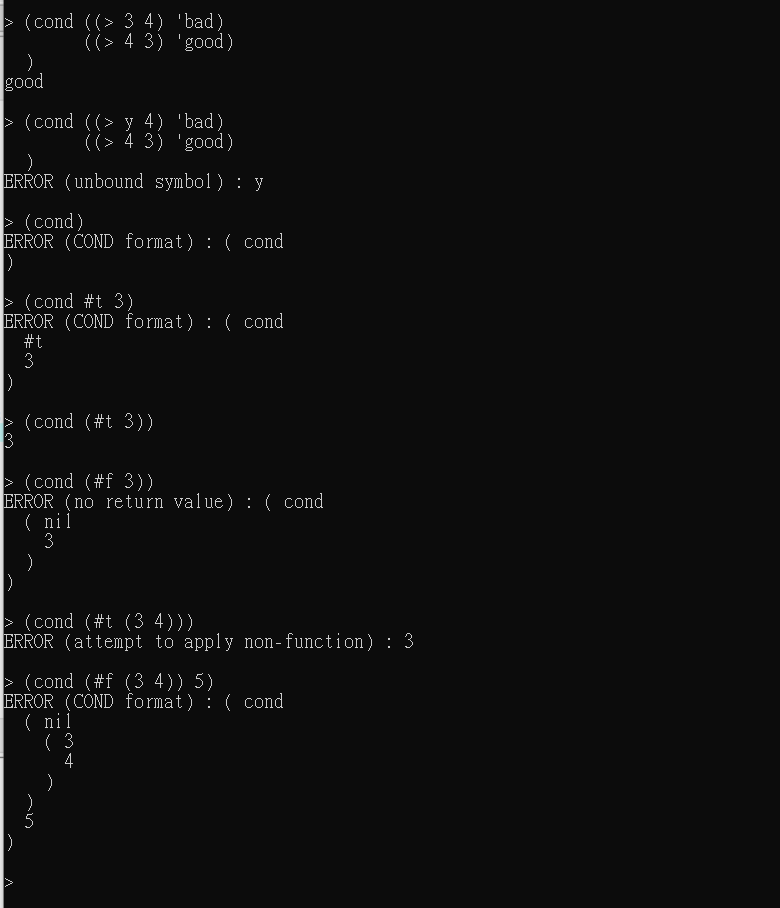 > (cond ((> 3 4) 'bad)
        ((> 4 3) 'good)
  )
good

> (cond ((> y 4) 'bad)
        ((> 4 3) 'good)
  )
ERROR (unbound symbol) : y

> (cond)
ERROR (COND format) : ( cond
)

> (cond #t 3)
ERROR (COND format) : ( cond
  #t
  3
)

> (cond (#t 3))
3

> (cond (#f 3))
ERROR (no return value) : ( cond
  ( nil
    3
  )
)

> (cond (#t (3 4)))
ERROR (attempt to apply non-function) : 3

> (cond (#f (3 4)) 5)
ERROR (COND format) : ( cond
  ( nil
    ( 3
      4
    )
  )
  5
)

>